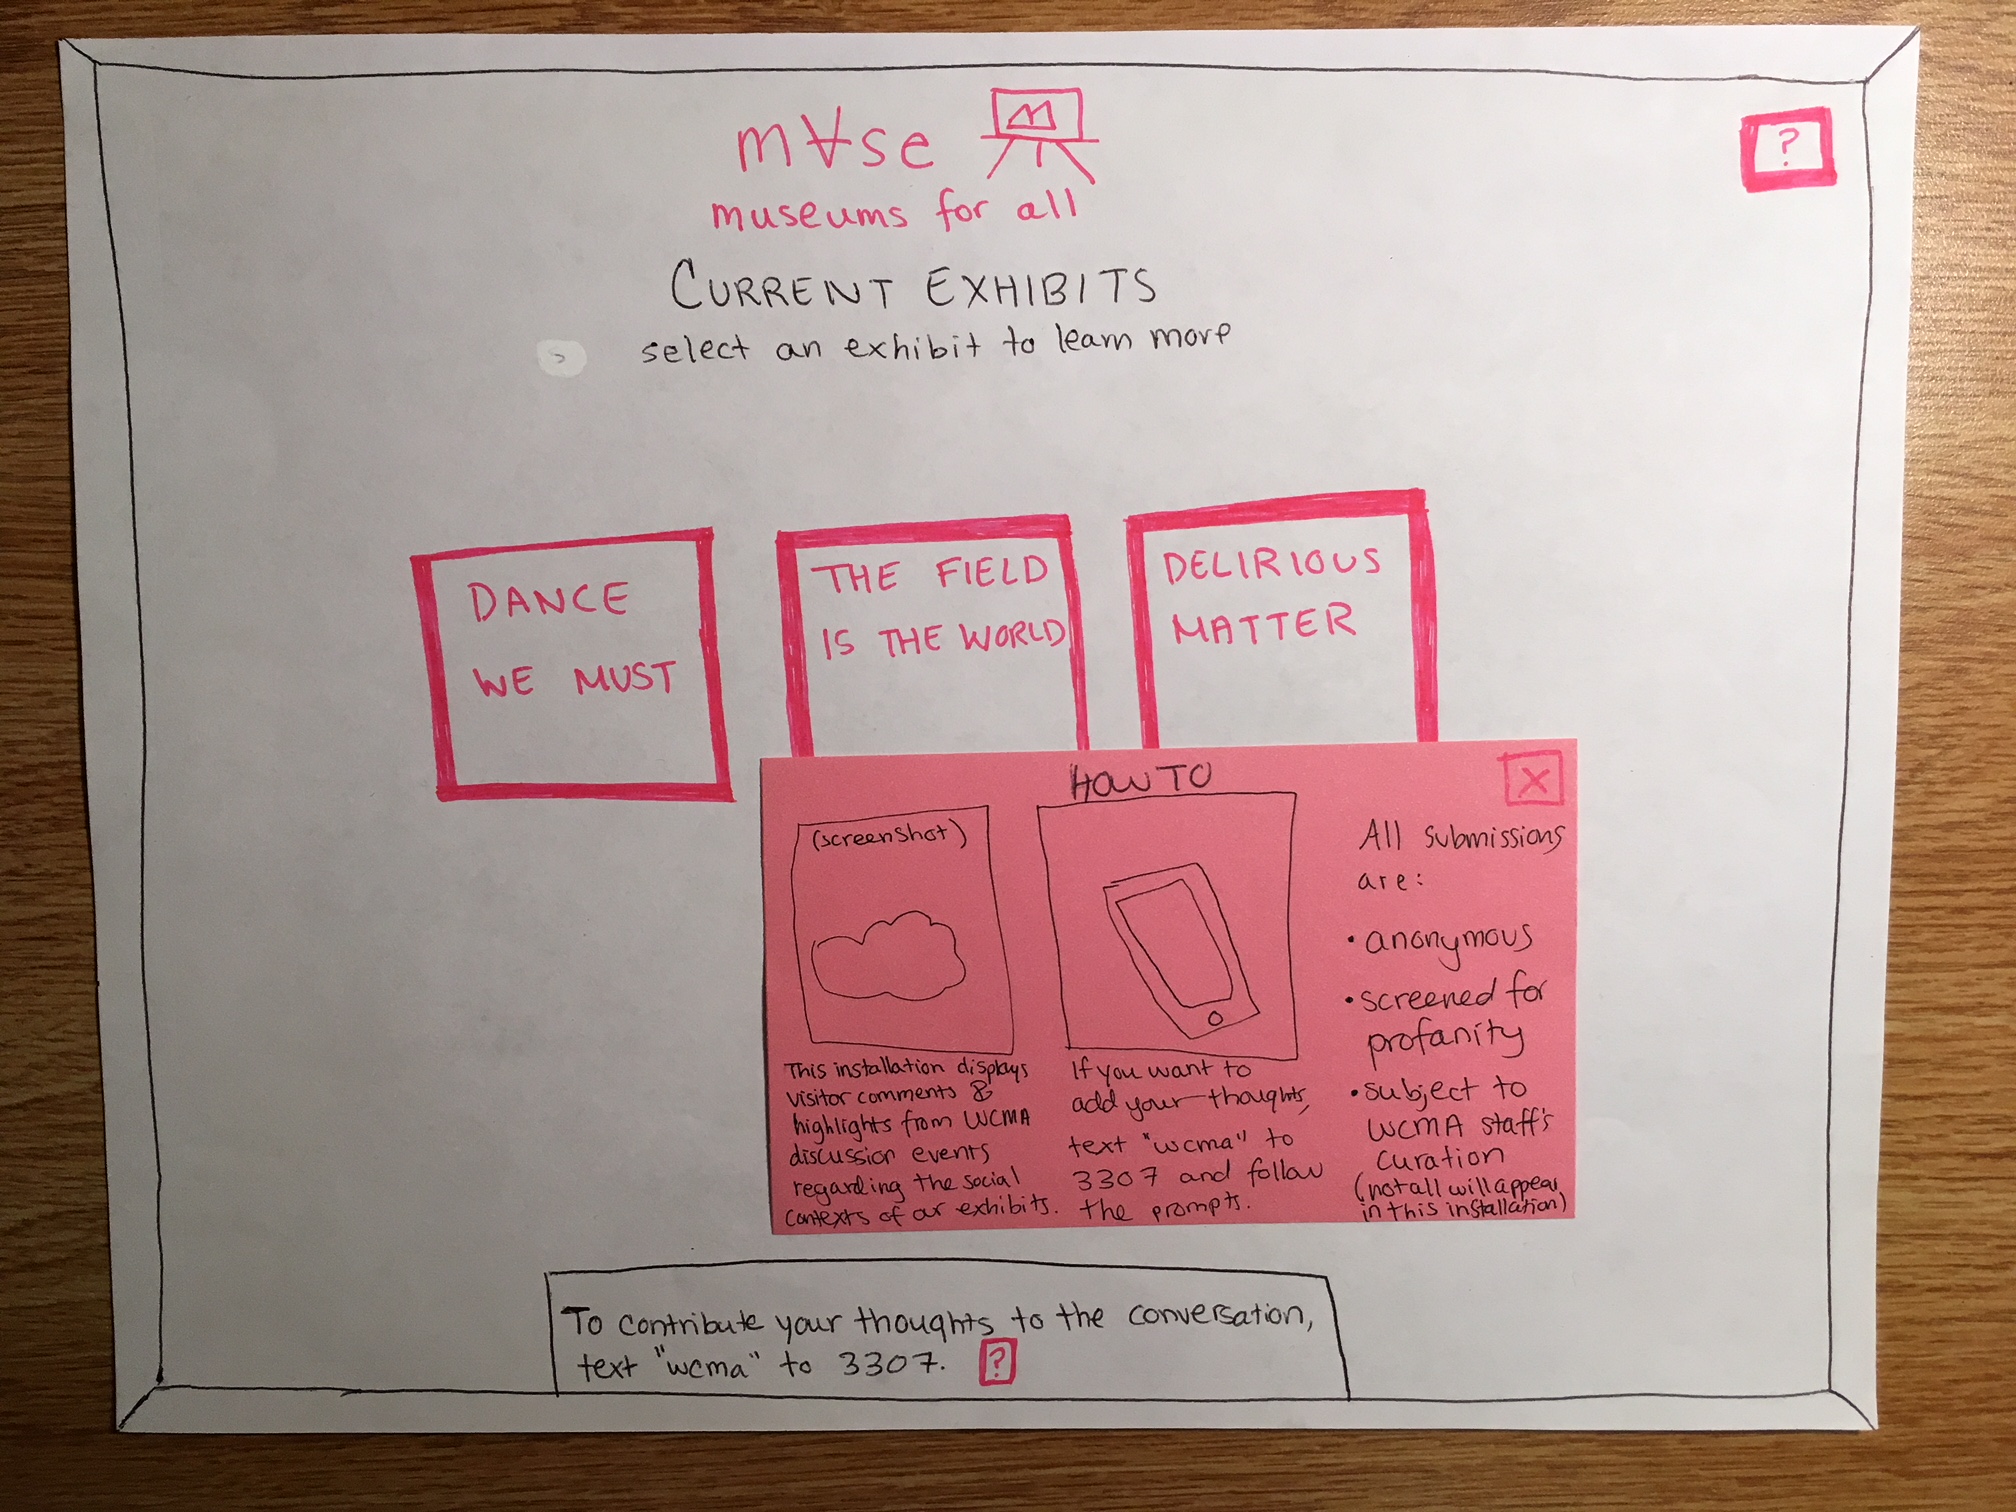 m∀se
museums for all
?
CURRENT EXHIBITS
select an exhibit to learn more
DANCE
WE MUST
THE FIELD
IS THE WORLD
DELIRIOUS
MATTER
HOW TO
X
(screenshot)
This installation displays
visitor comments &
highlights from WCMA
discussion events
regarding the social
contexts of our exhibits.
If you want to
add your thoughts,
text "wcma" to
3307 and follow
the prompts.
All submissions
are:
• anonymous
• screened for
profanity
• subject to
WCMA staff's
curation
(not all will appear
in this installation)
To contribute your thoughts to the conversation,
text "wcma" to 3307. ?